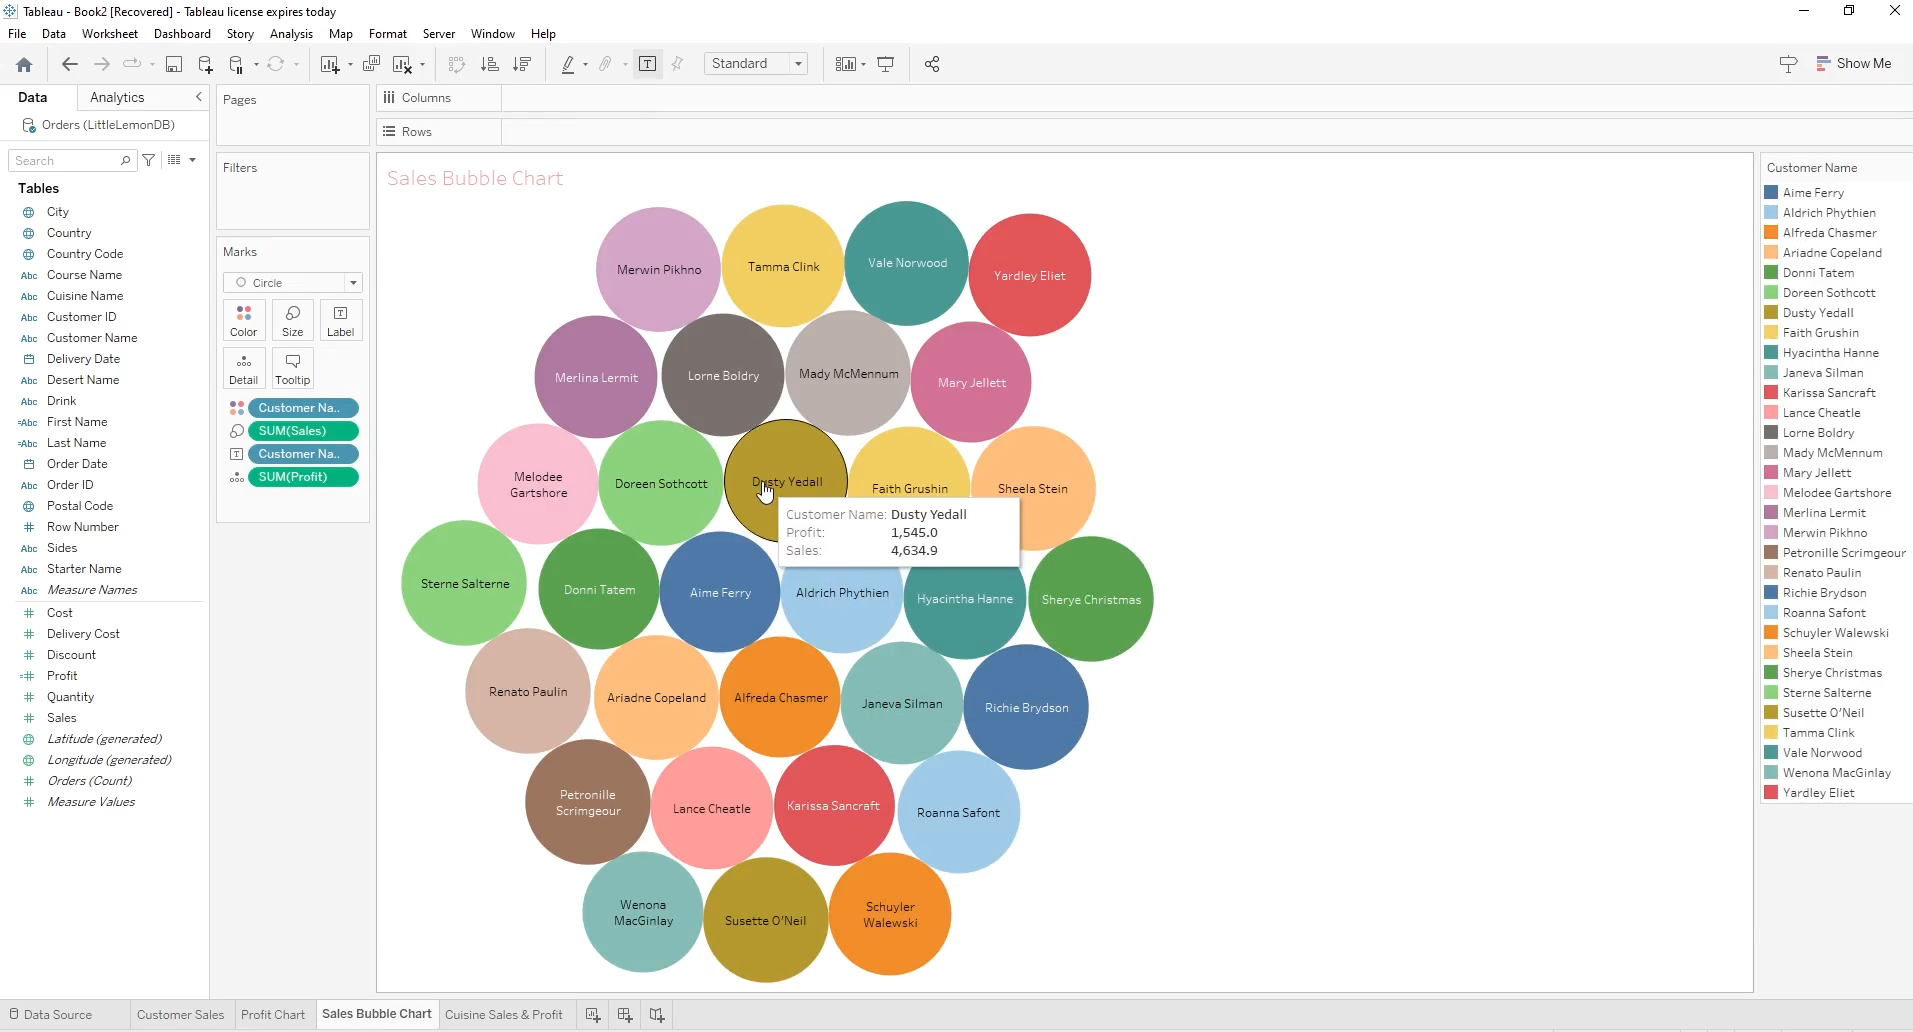 Tableau - Book2 [Recovered] - Tableau license expires today
File Data Worksheet Dashboard Story Analysis Map Format Server Window Help
Standard
Show Me
Data Analytics
Orders (LittleLemonDB)
Search
Tables
City
Country
Country Code
Abc Course Name
Abc Cuisine Name
Abc Customer ID
Abc Customer Name
Delivery Date
Abc Desert Name
Abc Drink
=Abc First Name
=Abc Last Name
Order Date
Abc Order ID
Postal Code
# Row Number
Abc Sides
Abc Starter Name
Abc Measure Names
# Cost
# Delivery Cost
# Discount
=# Profit
# Quantity
# Sales
Latitude (generated)
Longitude (generated)
# Orders (Count)
# Measure Values
Pages
Filters
Marks
Circle
Color Size Label
Detail Tooltip
Customer Na..
SUM(Sales)
Customer Na..
SUM(Profit)
Columns
Rows
Sales Bubble Chart
Merwin Pikhno
Tamma Clink
Vale Norwood
Yardley Eliet
Merlina Lermit
Lorne Boldry
Mady McMennum
Mary Jellett
Melodee
Gartshore
Doreen Sothcott
Dusty Yedall
Faith Grushin
Sheela Stein
Customer Name: Dusty Yedall
Profit: 1,545.0
Sales: 4,634.9
Sterne Salterne
Donni Tatem
Aime Ferry
Aldrich Phythien
Hyacintha Hanne
Sherye Christmas
Renato Paulin
Ariadne Copeland
Alfreda Chasmer
Janeva Silman
Richie Brydson
Petronille
Scrimgeour
Lance Cheatle
Karissa Sancraft
Roanna Safont
Wenona
MacGinlay
Susette O'Neil
Schuyler
Walewski
Customer Name
Aime Ferry
Aldrich Phythien
Alfreda Chasmer
Ariadne Copeland
Donni Tatem
Doreen Sothcott
Dusty Yedall
Faith Grushin
Hyacintha Hanne
Janeva Silman
Karissa Sancraft
Lance Cheatle
Lorne Boldry
Mady McMennum
Mary Jellett
Melodee Gartshore
Merlina Lermit
Merwin Pikhno
Petronille Scrimgeour
Renato Paulin
Richie Brydson
Roanna Safont
Schuyler Walewski
Sheela Stein
Sherye Christmas
Sterne Salterne
Susette O'Neil
Tamma Clink
Vale Norwood
Wenona MacGinlay
Yardley Eliet
Data Source Customer Sales Profit Chart Sales Bubble Chart Cuisine Sales & Profit